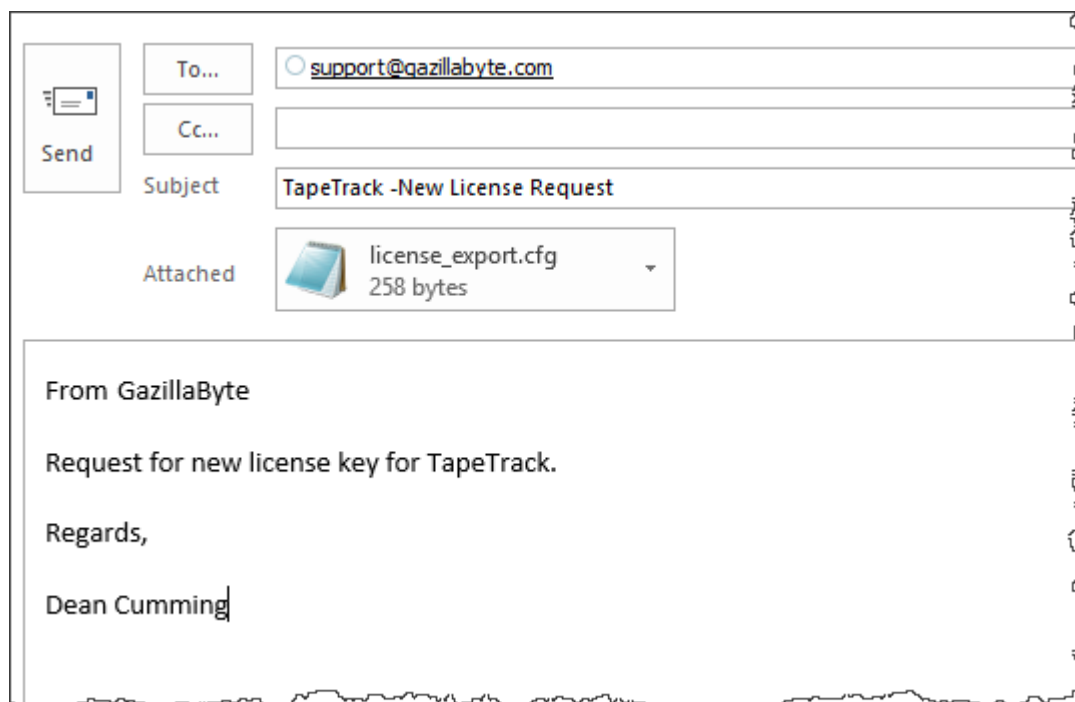 To...
support@gazillabyte.com
Cc...
Send
Subject
TapeTrack -New License Request
Attached
license_export.cfg
258 bytes
From GazillaByte
Request for new license key for TapeTrack.
Regards,
Dean Cumming